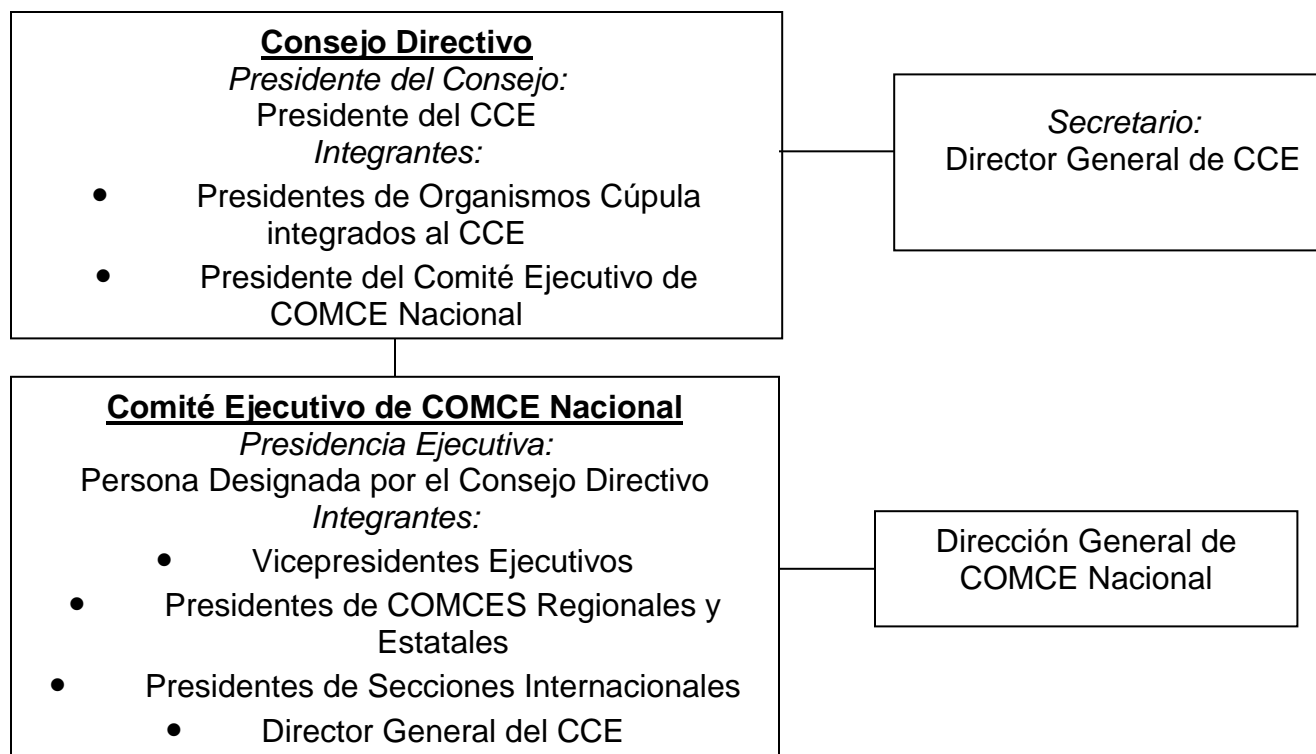 Consejo Directivo
Presidente del Consejo:
Presidente del CCE
Integrantes:
• Presidentes de Organismos Cúpula
integrados al CCE
• Presidente del Comité Ejecutivo de
COMCE Nacional
Secretario:
Director General de CCE
Comité Ejecutivo de COMCE Nacional
Presidencia Ejecutiva:
Persona Designada por el Consejo Directivo
Integrantes:
• Vicepresidentes Ejecutivos
• Presidentes de COMCES Regionales y
Estatales
• Presidentes de Secciones Internacionales
• Director General del CCE
Dirección General de
COMCE Nacional